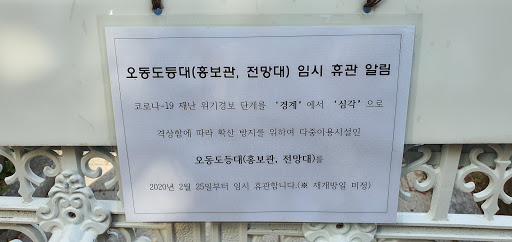 오동도등대(홍보관, 전망대) 임시 휴관 알림
코로나-19 재난 위기경보 단계를 '경계'에서 '심각'으로
격상함에 따라 확산 방지를 위하여 다중이용시설인
오동도등대(홍보관, 전망대)를
2020년 2월 25일부터 임시 휴관합니다.(※ 재개방일 미정)